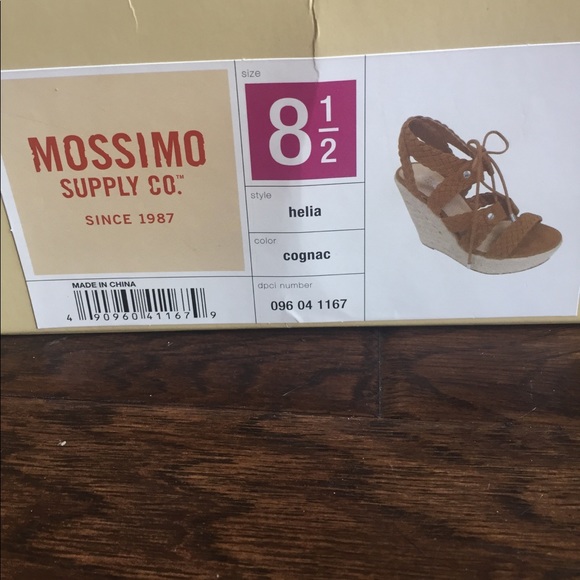 MOSSIMO
SUPPLY CO.™
SINCE 1987
MADE IN CHINA
4 90960 41167 9
size
8 1/2
style
helia
color
cognac
dpci number
096 04 1167